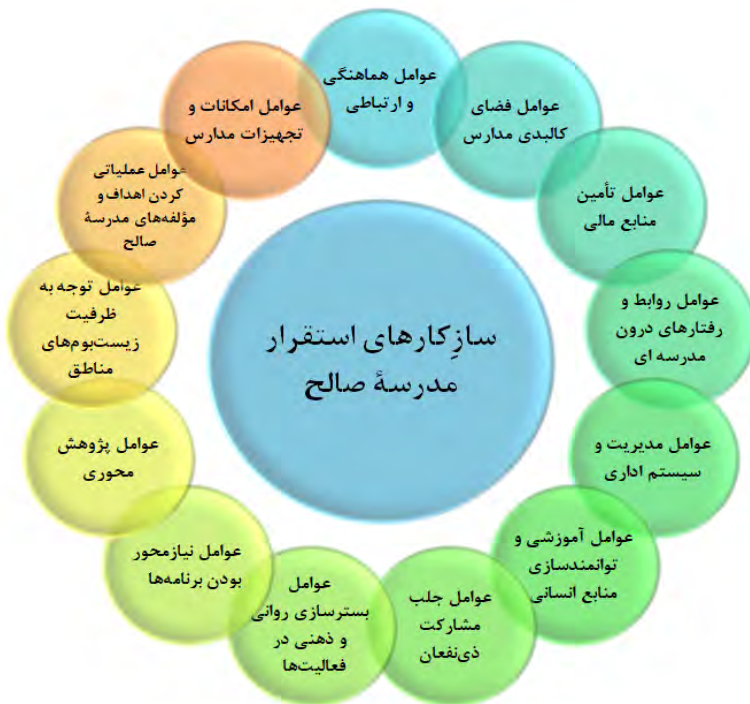 عوامل هماهنگی
و ارتباطی
عوامل فضای
کالبدی مدارس
عوامل تأمین
منابع مالی
عوامل روابط و
رفتارهای درون
مدرسه ای
عوامل مدیریت و
سیستم اداری
عوامل آموزشی و
توانمندسازی
منابع انسانی
عوامل جلب
مشارکت
ذی‌نفعان
عوامل
بسترسازی روانی
و ذهنی در
فعالیت‌ها
عوامل نیازمحور
بودن برنامه‌ها
عوامل پژوهش
محوری
عوامل توجه به
ظرفیت
زیست‌بوم‌های
مناطق
عوامل عملیاتی
کردن اهداف و
مؤلفه‌های مدرسۀ
صالح
عوامل امکانات و
تجهیزات مدارس
سازِکارهای استقرار
مدرسۀ صالح